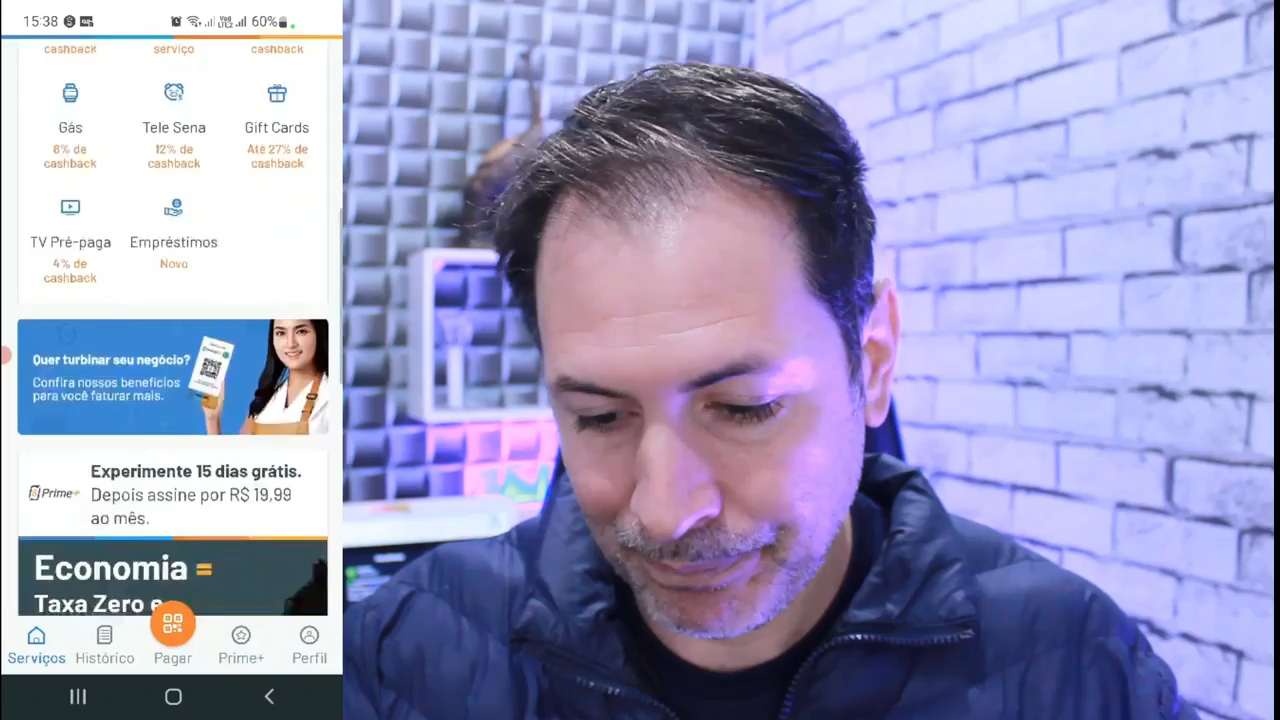 15:38
60%
cashback
serviço
cashback
Gás
Tele Sena
Gift Cards
8% de
cashback
12% de
cashback
Até 27% de
cashback
TV Pré-paga
Empréstimos
4% de
cashback
Novo
Quer turbinar seu negócio?
Confira nossos benefícios
para você faturar mais.
Prime+
Experimente 15 dias grátis.
Depois assine por R$ 19,99
ao mês.
Economia =
Taxa Zero e
Serviços
Histórico
Pagar
Prime+
Perfil